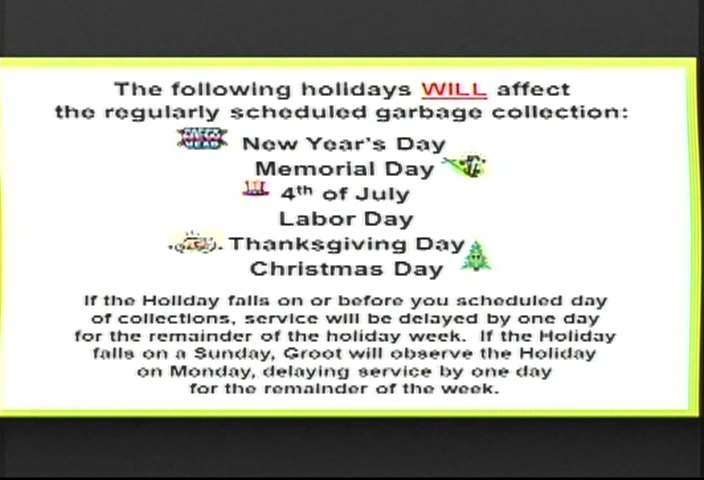 The following holidays WILL affect
the regularly scheduled garbage collection:
New Year's Day
Memorial Day
4th of July
Labor Day
Thanksgiving Day
Christmas Day
If the Holiday falls on or before you scheduled day
of collections, service will be delayed by one day
for the remainder of the holiday week. If the Holiday
falls on a Sunday, Groot will observe the Holiday
on Monday, delaying service by one day
for the remainder of the week.